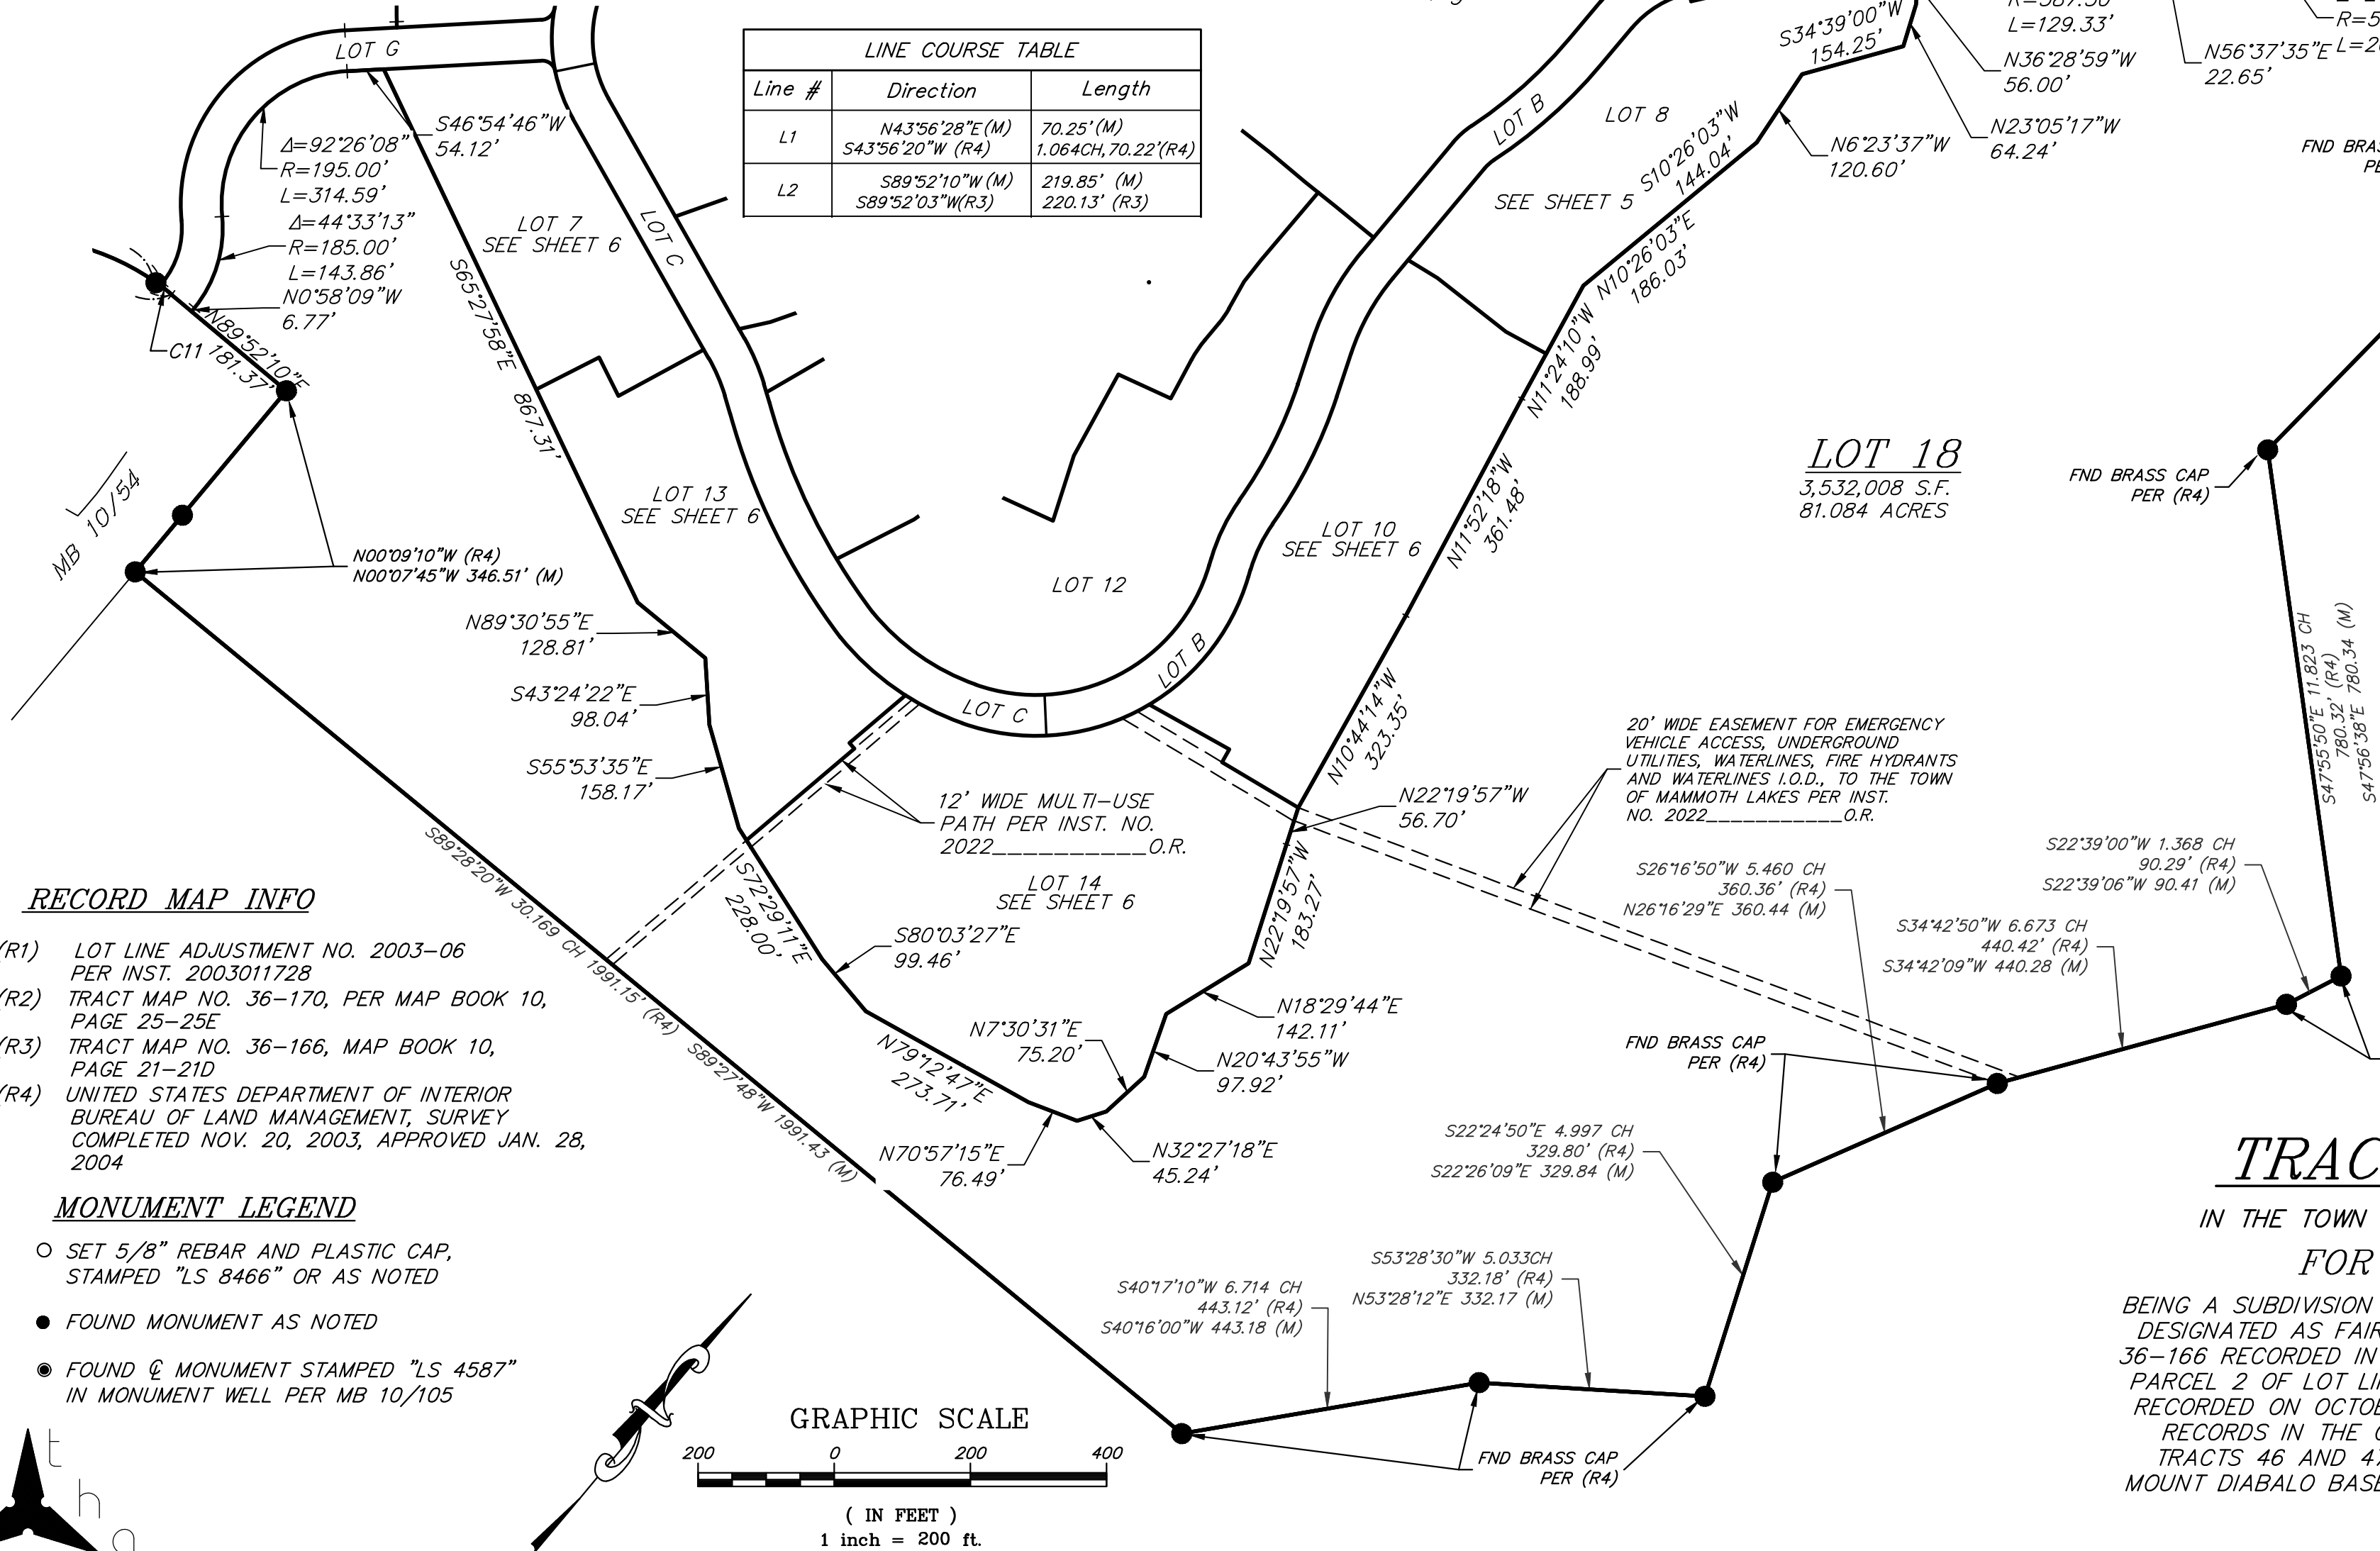 LOT G
LINE COURSE TABLE
Line # Direction Length
L1 N43°56'28"E(M) 70.25'(M)
S43°56'20"W (R4) 1.064CH,70.22'(R4)
L2 S89°52'10"W(M) 219.85' (M)
S89°52'03"W(R3) 220.13' (R3)
S34°39'00"W
154.25'
L=129.33'
N36°28'59"W
56.00'
N56°37'35"E
22.65'
N23°05'17"W
64.24'
N6°23'37"W
120.60'
LOT B
LOT 8
SEE SHEET 5
S10°26'03"W
144.04'
N10°26'03"E
186.03'
S46°54'46"W
54.12'
Δ=92°26'08"
R=195.00'
L=314.59'
Δ=44°33'13"
R=185.00'
L=143.86'
N0°58'09"W
6.77'
N89°52'10"E
C11 181.37'
LOT 7
SEE SHEET 6
LOT C
S65°27'58"E 867.31'
N11°24'10"W
188.99'
LOT 18
3,532,008 S.F.
81.084 ACRES
FND BRASS CAP
PER (R4)
MB 10/54
N00°09'10"W (R4)
N00°07'45"W 346.51' (M)
LOT 13
SEE SHEET 6
LOT 12
LOT 10
SEE SHEET 6
N11°52'18"W
361.48'
N89°30'55"E
128.81'
S43°24'22"E
98.04'
S55°53'35"E
158.17'
LOT C
LOT B
N10°44'14"W
323.35'
20' WIDE EASEMENT FOR EMERGENCY
VEHICLE ACCESS, UNDERGROUND
UTILITIES, WATERLINES, FIRE HYDRANTS
AND WATERLINES I.O.D., TO THE TOWN
OF MAMMOTH LAKES PER INST.
NO. 2022___________O.R.
S47°55'50"E 11.823 CH
780.32' (R4)
S47°56'38"E 780.34 (M)
12' WIDE MULTI-USE
PATH PER INST. NO.
2022___________O.R.
N22°19'57"W
56.70'
LOT 14
SEE SHEET 6
N22°19'57"W
183.27'
S72°29'11"E
228.00'
S80°03'27"E
99.46'
S26°16'50"W 5.460 CH
360.36' (R4)
N26°16'29"E 360.44 (M)
S22°39'00"W 1.368 CH
90.29' (R4)
S22°39'06"W 90.41 (M)
S34°42'50"W 6.673 CH
440.42' (R4)
S34°42'09"W 440.28 (M)
S89°28'20"W 30.169 CH 1991.15' (R4)
S89°27'48"W 1991.43 (M)
N79°12'47"E
273.71'
N7°30'31"E
75.20'
N18°29'44"E
142.11'
N20°43'55"W
97.92'
N70°57'15"E
76.49'
N32°27'18"E
45.24'
FND BRASS CAP
PER (R4)
S22°24'50"E 4.997 CH
329.80' (R4)
S22°26'09"E 329.84 (M)
S53°28'30"W 5.033CH
332.18' (R4)
N53°28'12"E 332.17 (M)
S40°17'10"W 6.714 CH
443.12' (R4)
S40°16'00"W 443.18 (M)
FND BRASS CAP
PER (R4)
RECORD MAP INFO
(R1) LOT LINE ADJUSTMENT NO. 2003-06
PER INST. 2003011728
(R2) TRACT MAP NO. 36-170, PER MAP BOOK 10,
PAGE 25-25E
(R3) TRACT MAP NO. 36-166, MAP BOOK 10,
PAGE 21-21D
(R4) UNITED STATES DEPARTMENT OF INTERIOR
BUREAU OF LAND MANAGEMENT, SURVEY
COMPLETED NOV. 20, 2003, APPROVED JAN. 28,
2004
MONUMENT LEGEND
SET 5/8" REBAR AND PLASTIC CAP,
STAMPED "LS 8466" OR AS NOTED
FOUND MONUMENT AS NOTED
FOUND ℄ MONUMENT STAMPED "LS 4587"
IN MONUMENT WELL PER MB 10/105
GRAPHIC SCALE
200 0 200 400
( IN FEET )
1 inch = 200 ft.
t
h
TRAC
IN THE TOWN
FOR
BEING A SUBDIVISION
DESIGNATED AS FAIR
36-166 RECORDED IN
PARCEL 2 OF LOT LI
RECORDED ON OCTO
RECORDS IN THE
TRACTS 46 AND 47
MOUNT DIABALO BASE